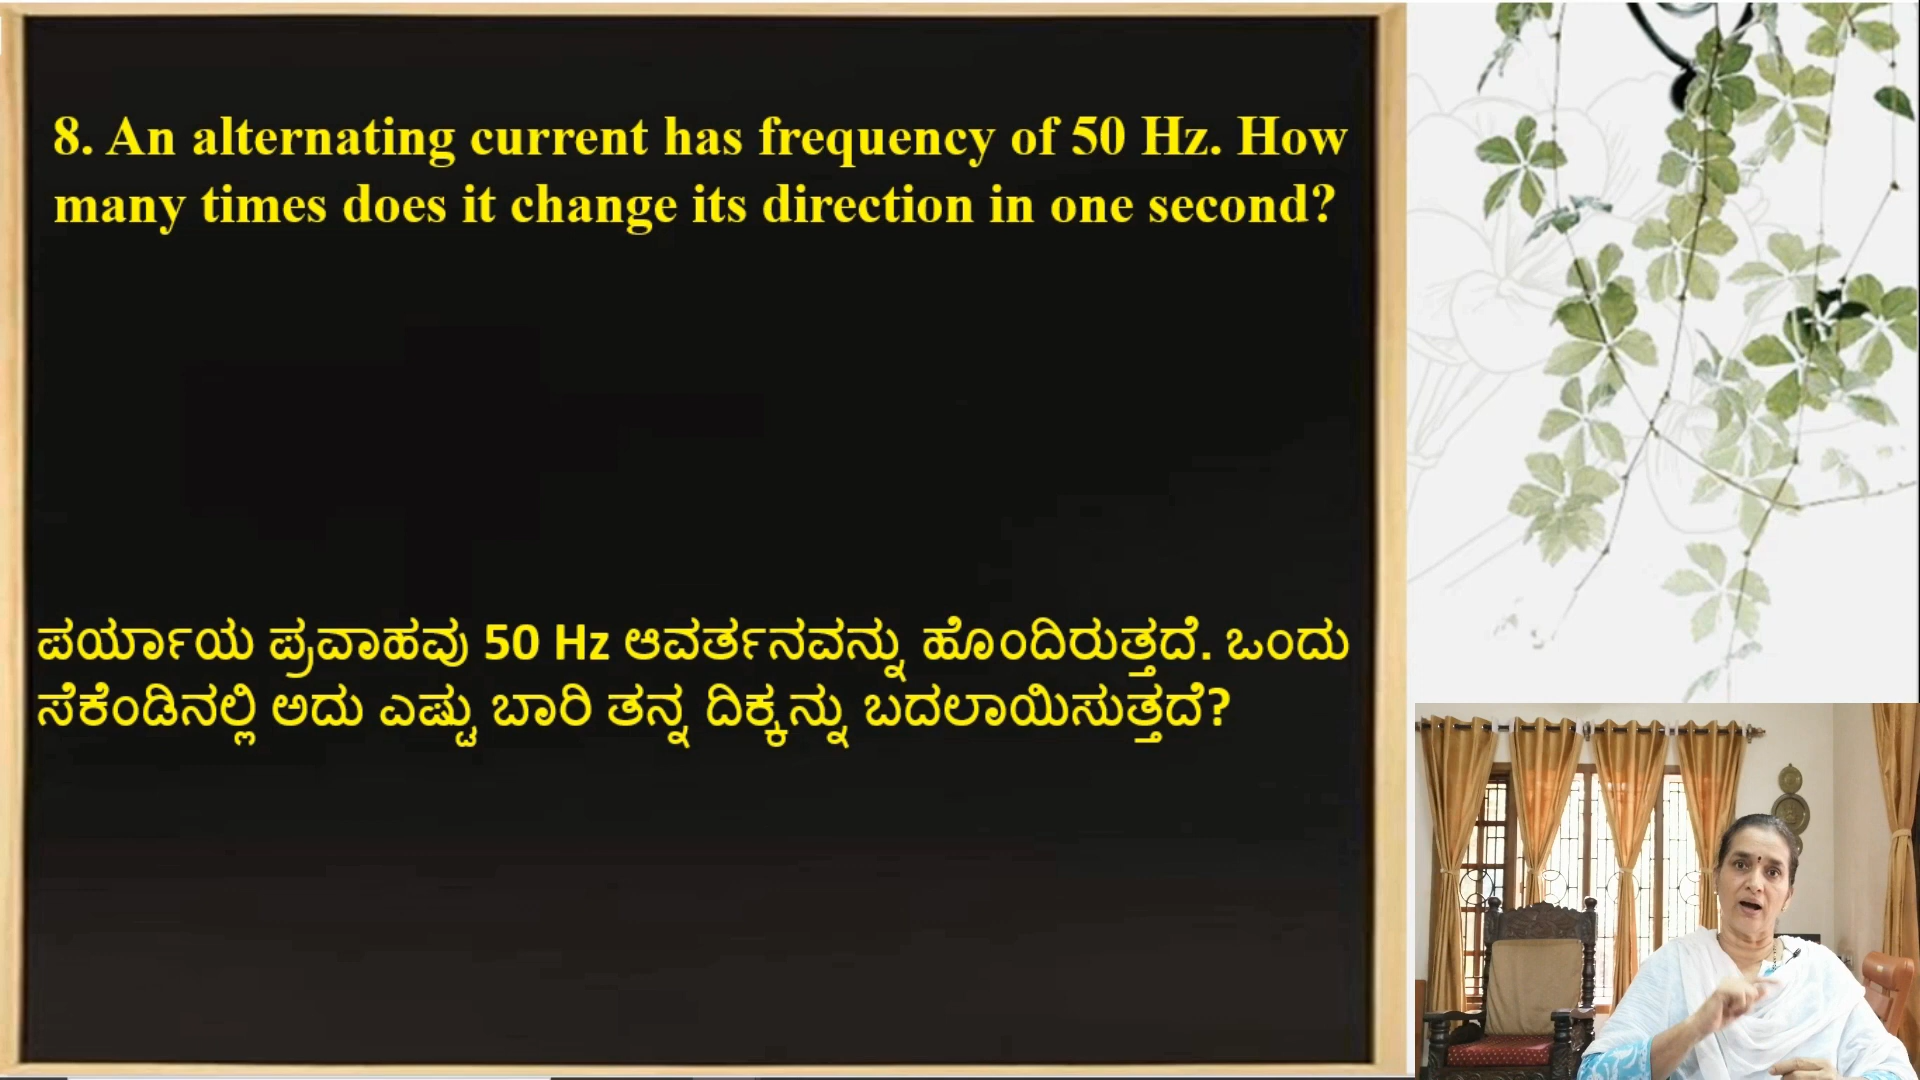 8. An alternating current has frequency of 50 Hz. How
many times does it change its direction in one second?
ಪರ್ಯಾಯ ಪ್ರವಾಹವು 50 Hz ಆವರ್ತನವನ್ನು ಹೊಂದಿರುತ್ತದೆ. ಒಂದು
ಸೆಕೆಂಡಿನಲ್ಲಿ ಅದು ಎಷ್ಟು ಬಾರಿ ತನ್ನ ದಿಕ್ಕನ್ನು ಬದಲಾಯಿಸುತ್ತದೆ?